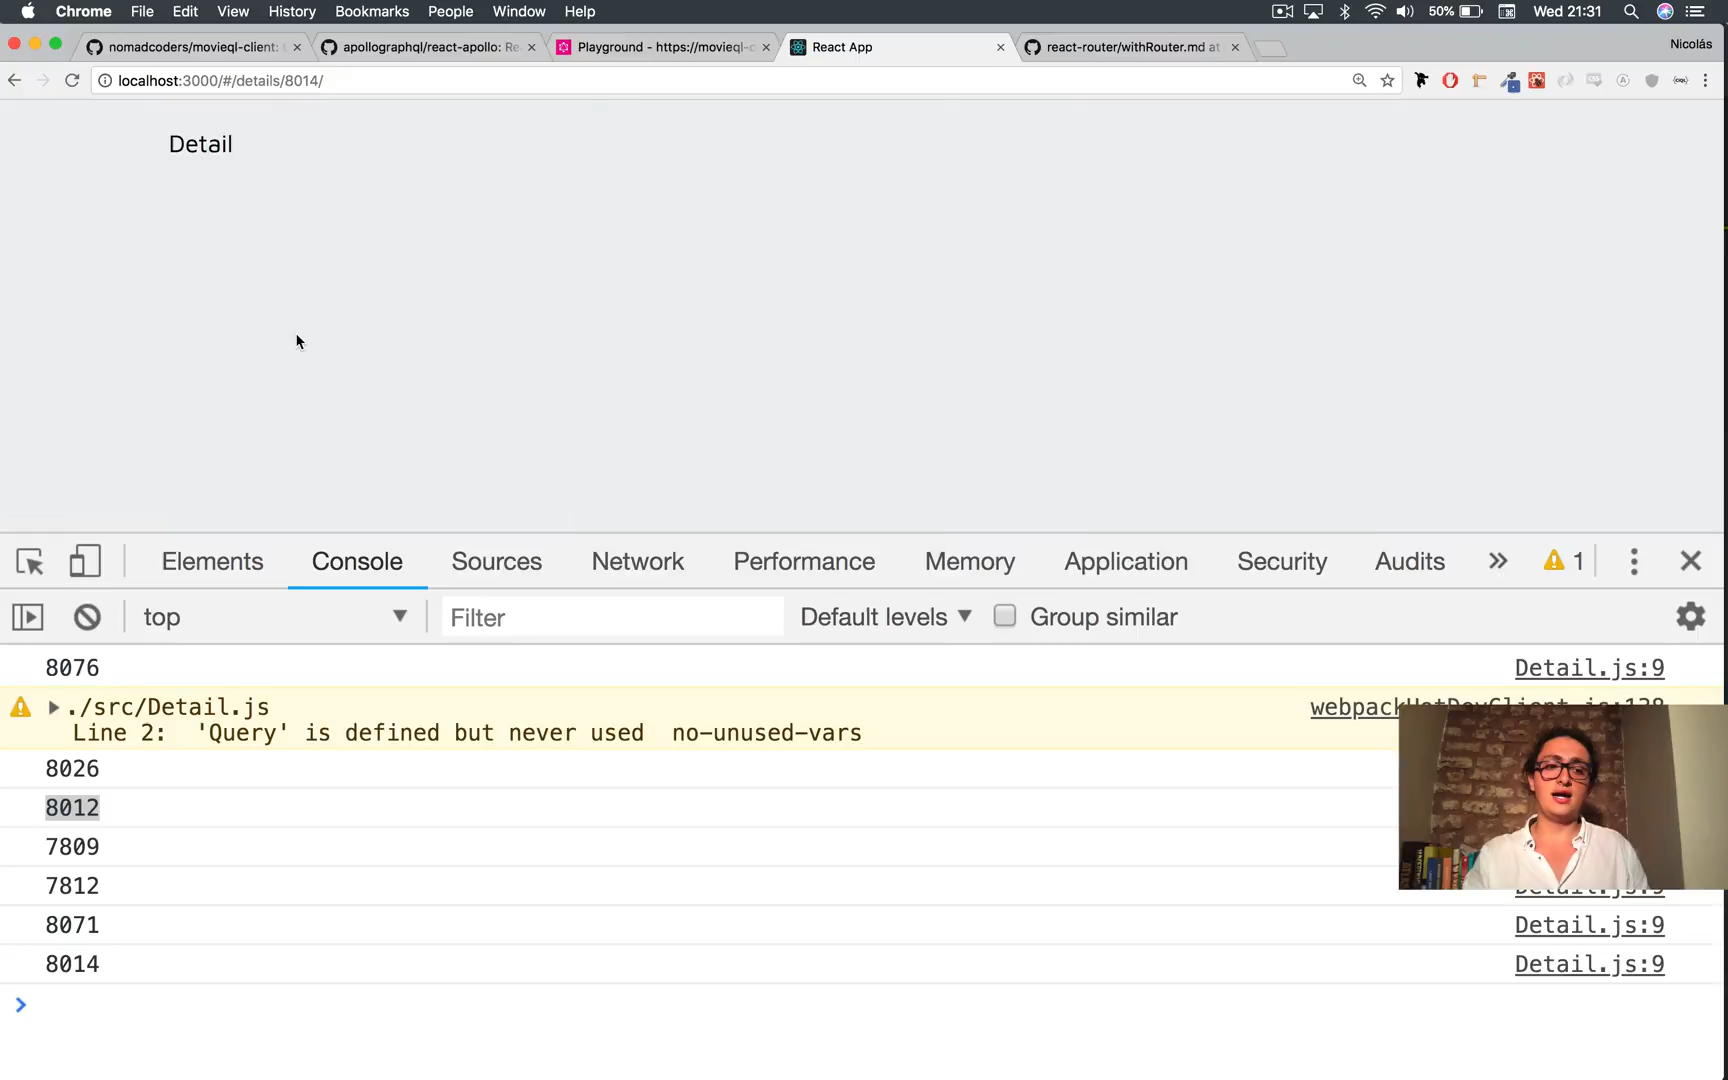 Chrome File Edit View History Bookmarks People Window Help 50% Wed 21:31
nomadcoders/movieql-client: apollographql/react-apollo: Re Playground - https://movieql-c React App react-router/withRouter.md at Nicolás
localhost:3000/#/details/8014/
Detail
Elements Console Sources Network Performance Memory Application Security Audits » 1
top Filter Default levels Group similar
8076 Detail.js:9
./src/Detail.js
Line 2: 'Query' is defined but never used no-unused-vars
8026
8012
7809
7812
8071 Detail.js:9
8014 Detail.js:9